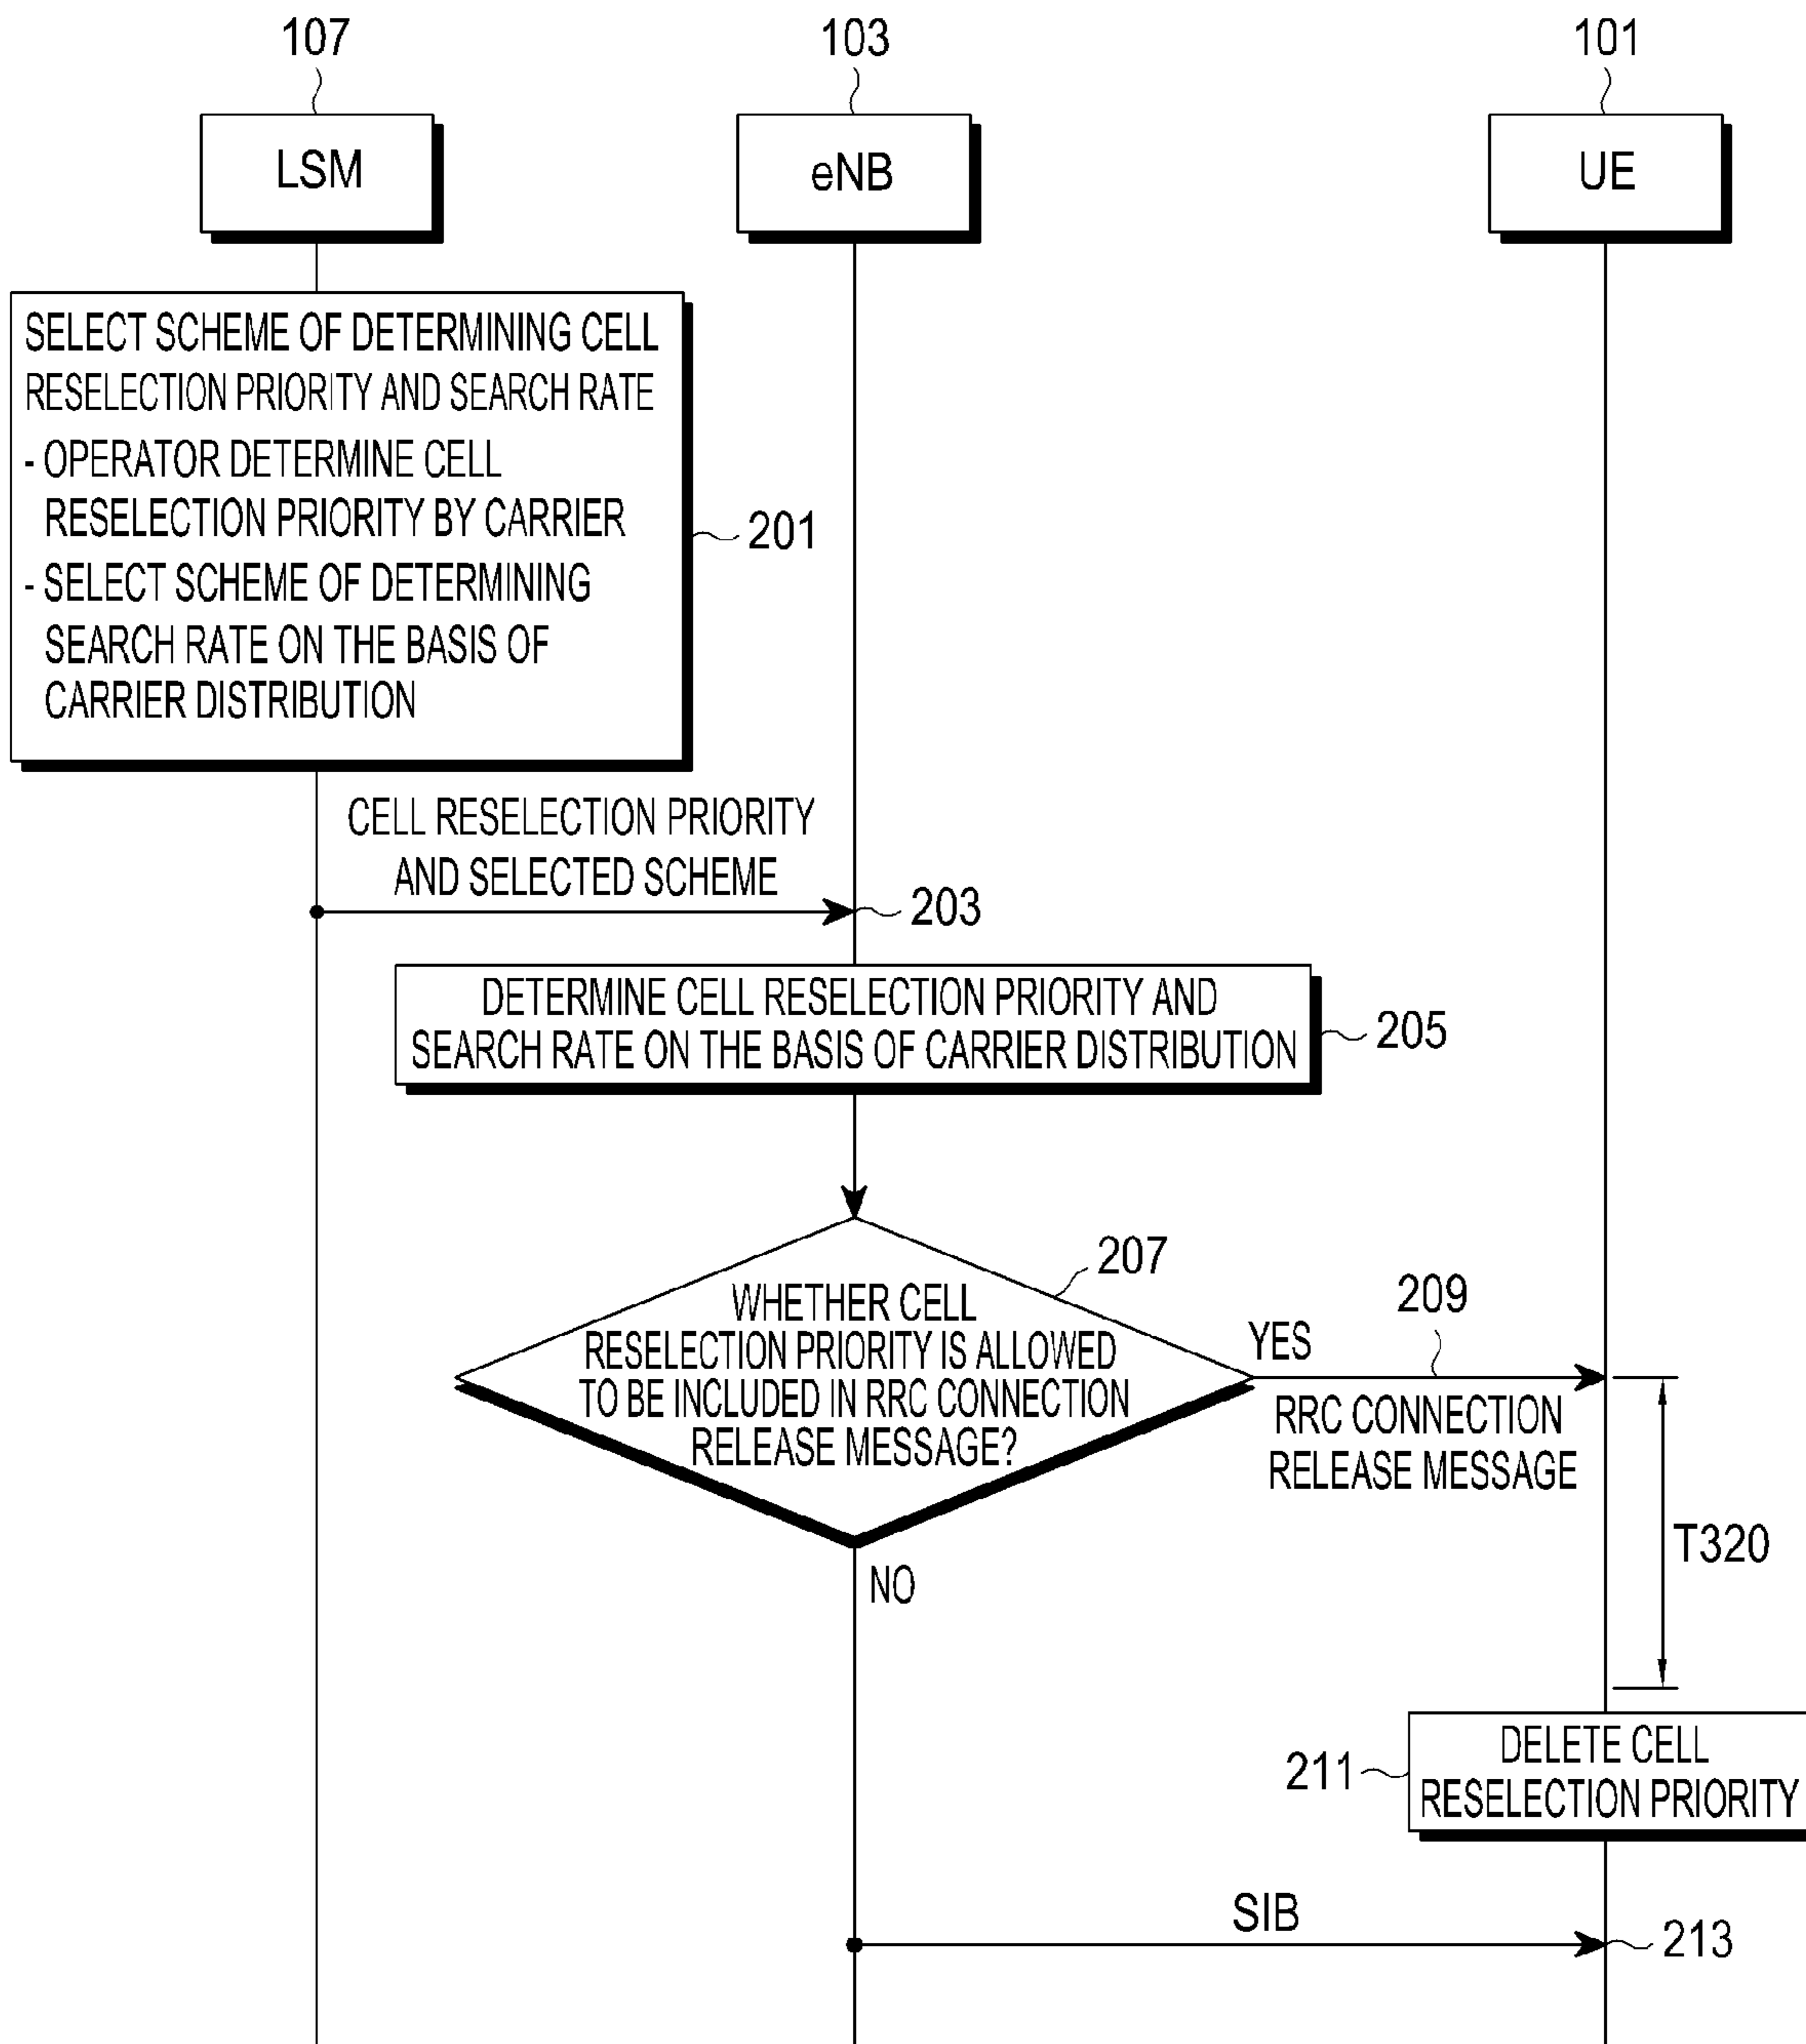 107
103
101
LSM
eNB
UE
SELECT SCHEME OF DETERMINING CELL
RESELECTION PRIORITY AND SEARCH RATE
- OPERATOR DETERMINE CELL
RESELECTION PRIORITY BY CARRIER
- SELECT SCHEME OF DETERMINING
SEARCH RATE ON THE BASIS OF
CARRIER DISTRIBUTION
201
CELL RESELECTION PRIORITY
AND SELECTED SCHEME
203
DETERMINE CELL RESELECTION PRIORITY AND
SEARCH RATE ON THE BASIS OF CARRIER DISTRIBUTION
205
207
WHETHER CELL
RESELECTION PRIORITY IS ALLOWED
TO BE INCLUDED IN RRC CONNECTION
RELEASE MESSAGE?
YES
209
RRC CONNECTION
RELEASE MESSAGE
T320
NO
211
DELETE CELL
RESELECTION PRIORITY
SIB
213